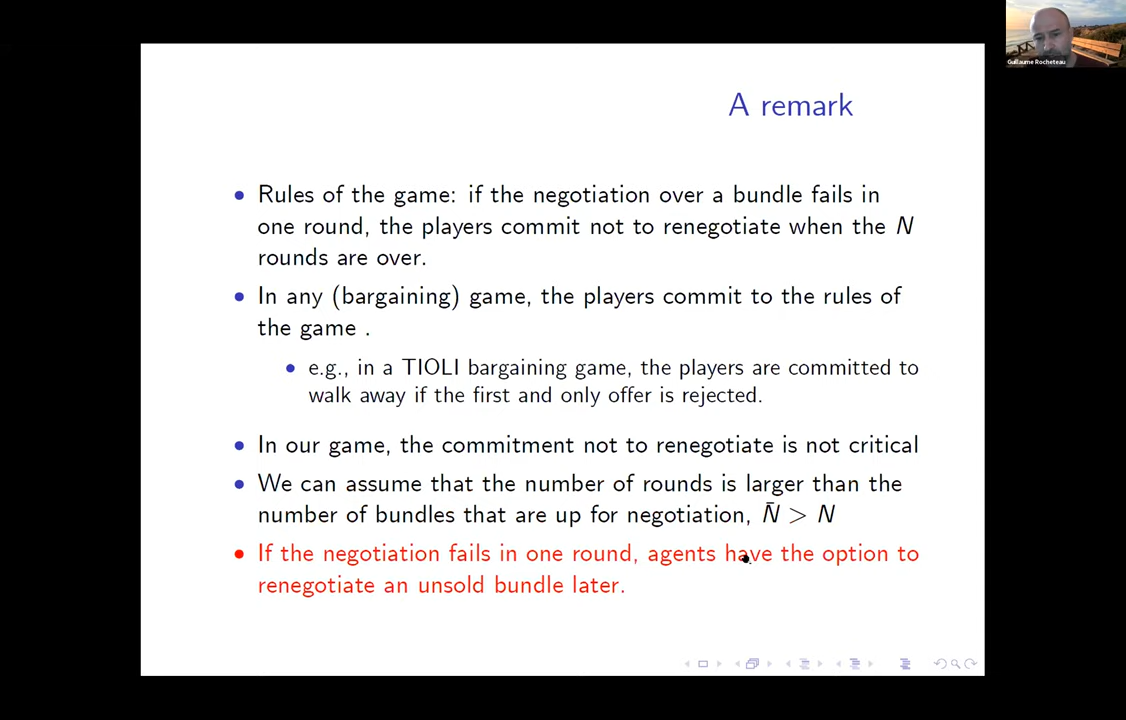 Guillaume Rocheteau
A remark
• Rules of the game: if the negotiation over a bundle fails in
one round, the players commit not to renegotiate when the N
rounds are over.
• In any (bargaining) game, the players commit to the rules of
the game .
• e.g., in a TIOLI bargaining game, the players are committed to
walk away if the first and only offer is rejected.
• In our game, the commitment not to renegotiate is not critical
• We can assume that the number of rounds is larger than the
number of bundles that are up for negotiation, N̄ > N
• If the negotiation fails in one round, agents have the option to
renegotiate an unsold bundle later.